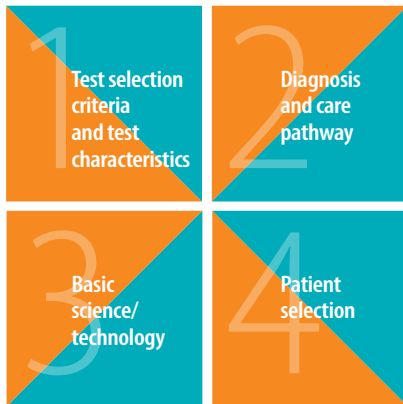 1
Test selection
criteria
and test
characteristics
2
Diagnosis
and care
pathway
3
Basic
science/
technology
4
Patient
selection